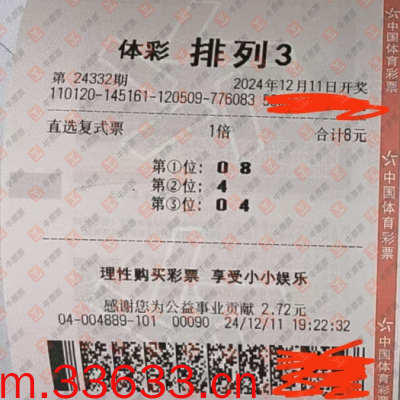 体彩 排列3
第 24332期 2024年12月11日开奖
110120-145161-120509-776083
直选复式票 1倍 合计8元
第①位: 0 8
第②位: 4
第③位: 0 4
理性购买彩票 享受小小娱乐
感谢您为公益事业贡献 2.72元
04-004889-101 00090 24/12/11 19:22:32
m.33633.cn
中国体育彩票
中国体育彩票
中国体育彩票